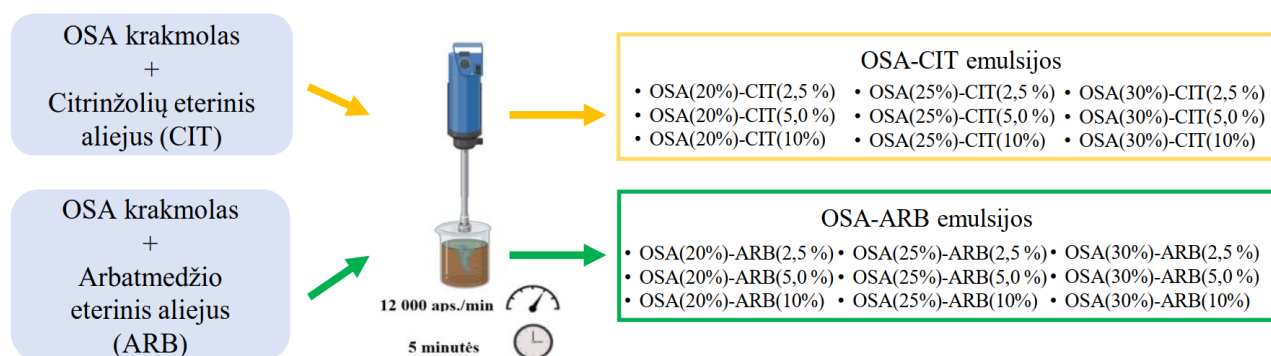 OSA krakmolas
+
Citrinžolių eterinis
aliejus (CIT)
OSA krakmolas
+
Arbatmedžio
eterinis aliejus
(ARB)
12 000 aps./min
5 minutės
OSA-CIT emulsijos
• OSA(20%)-CIT(2,5 %) • OSA(25%)-CIT(2,5 %) • OSA(30%)-CIT(2,5 %)
• OSA(20%)-CIT(5,0 %) • OSA(25%)-CIT(5,0 %) • OSA(30%)-CIT(5,0 %)
• OSA(20%)-CIT(10%) • OSA(25%)-CIT(10%) • OSA(30%)-CIT(10%)
OSA-ARB emulsijos
• OSA(20%)-ARB(2,5 %) • OSA(25%)-ARB(2,5 %) • OSA(30%)-ARB(2,5 %)
• OSA(20%)-ARB(5,0 %) • OSA(25%)-ARB(5,0 %) • OSA(30%)-ARB(5,0 %)
• OSA(20%)-ARB(10%) • OSA(25%)-ARB(10%) • OSA(30%)-ARB(10%)